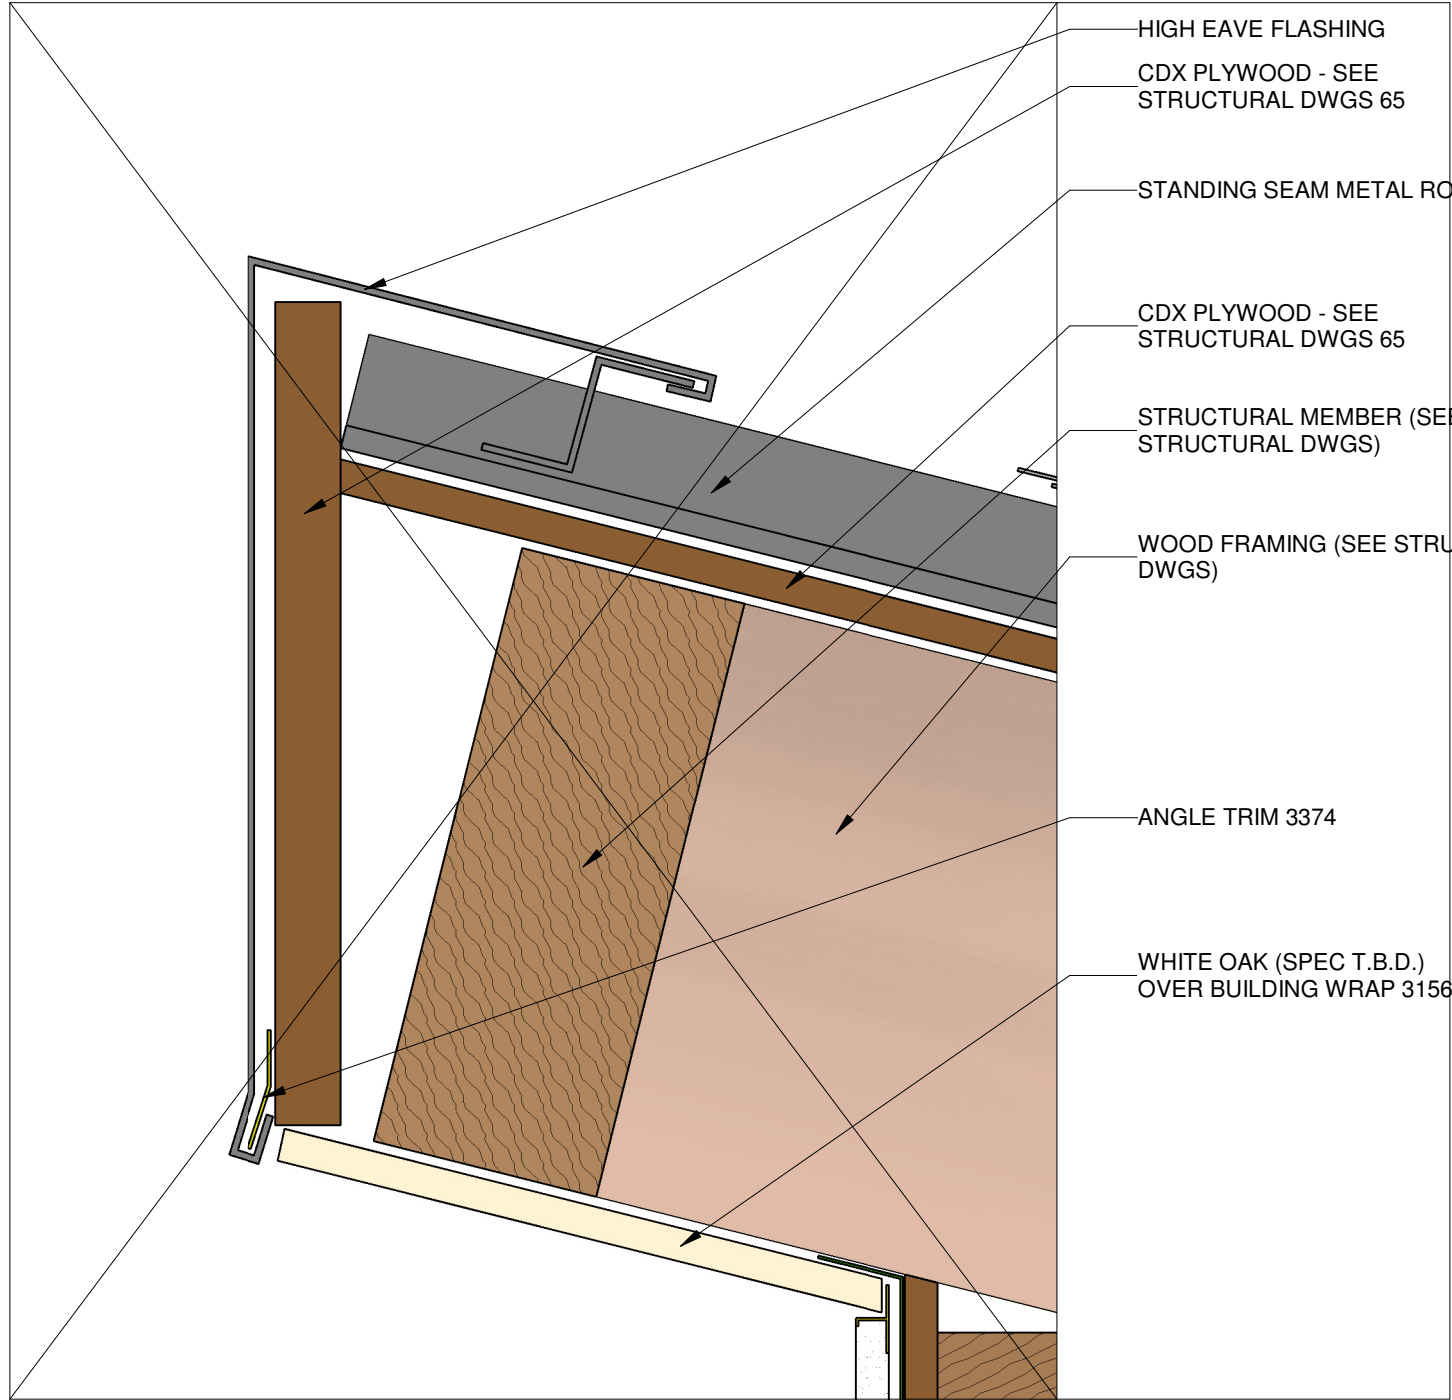 HIGH EAVE FLASHING
CDX PLYWOOD - SEE
STRUCTURAL DWGS 65
STANDING SEAM METAL RO
CDX PLYWOOD - SEE
STRUCTURAL DWGS 65
STRUCTURAL MEMBER (SEE
STRUCTURAL DWGS)
WOOD FRAMING (SEE STRU
DWGS)
ANGLE TRIM 3374
WHITE OAK (SPEC T.B.D.)
OVER BUILDING WRAP 3156